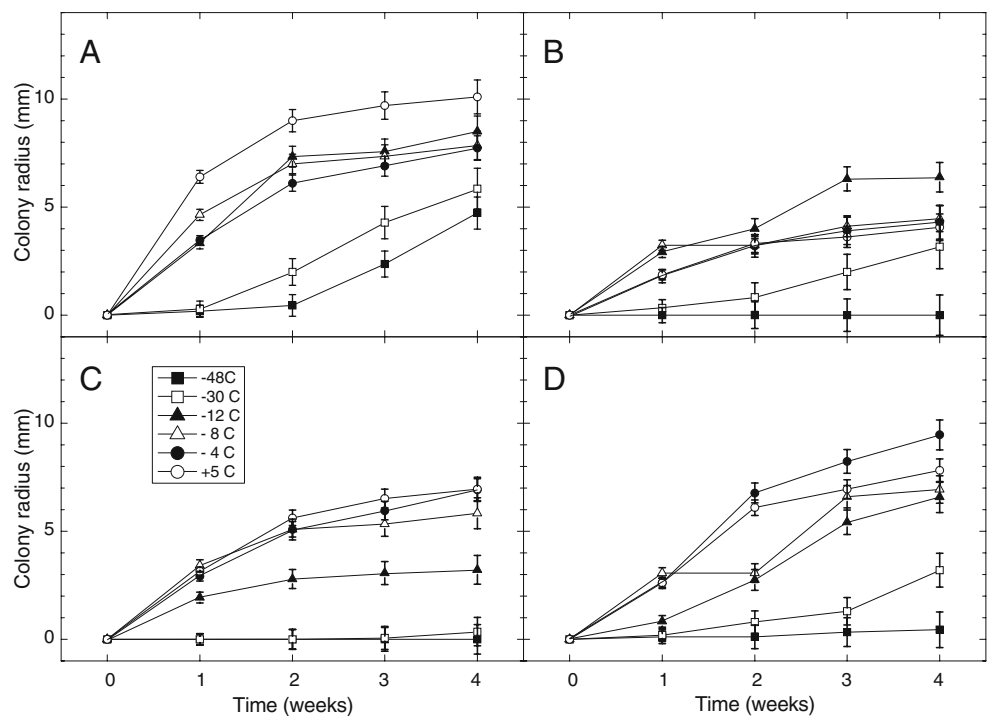 A
B
Colony radius (mm)
10
5
0
C
-48C
-30 C
-12 C
- 8 C
- 4 C
+5 C
D
Colony radius (mm)
10
5
0
0 1 2 3 4
0 1 2 3 4
Time (weeks)
Time (weeks)